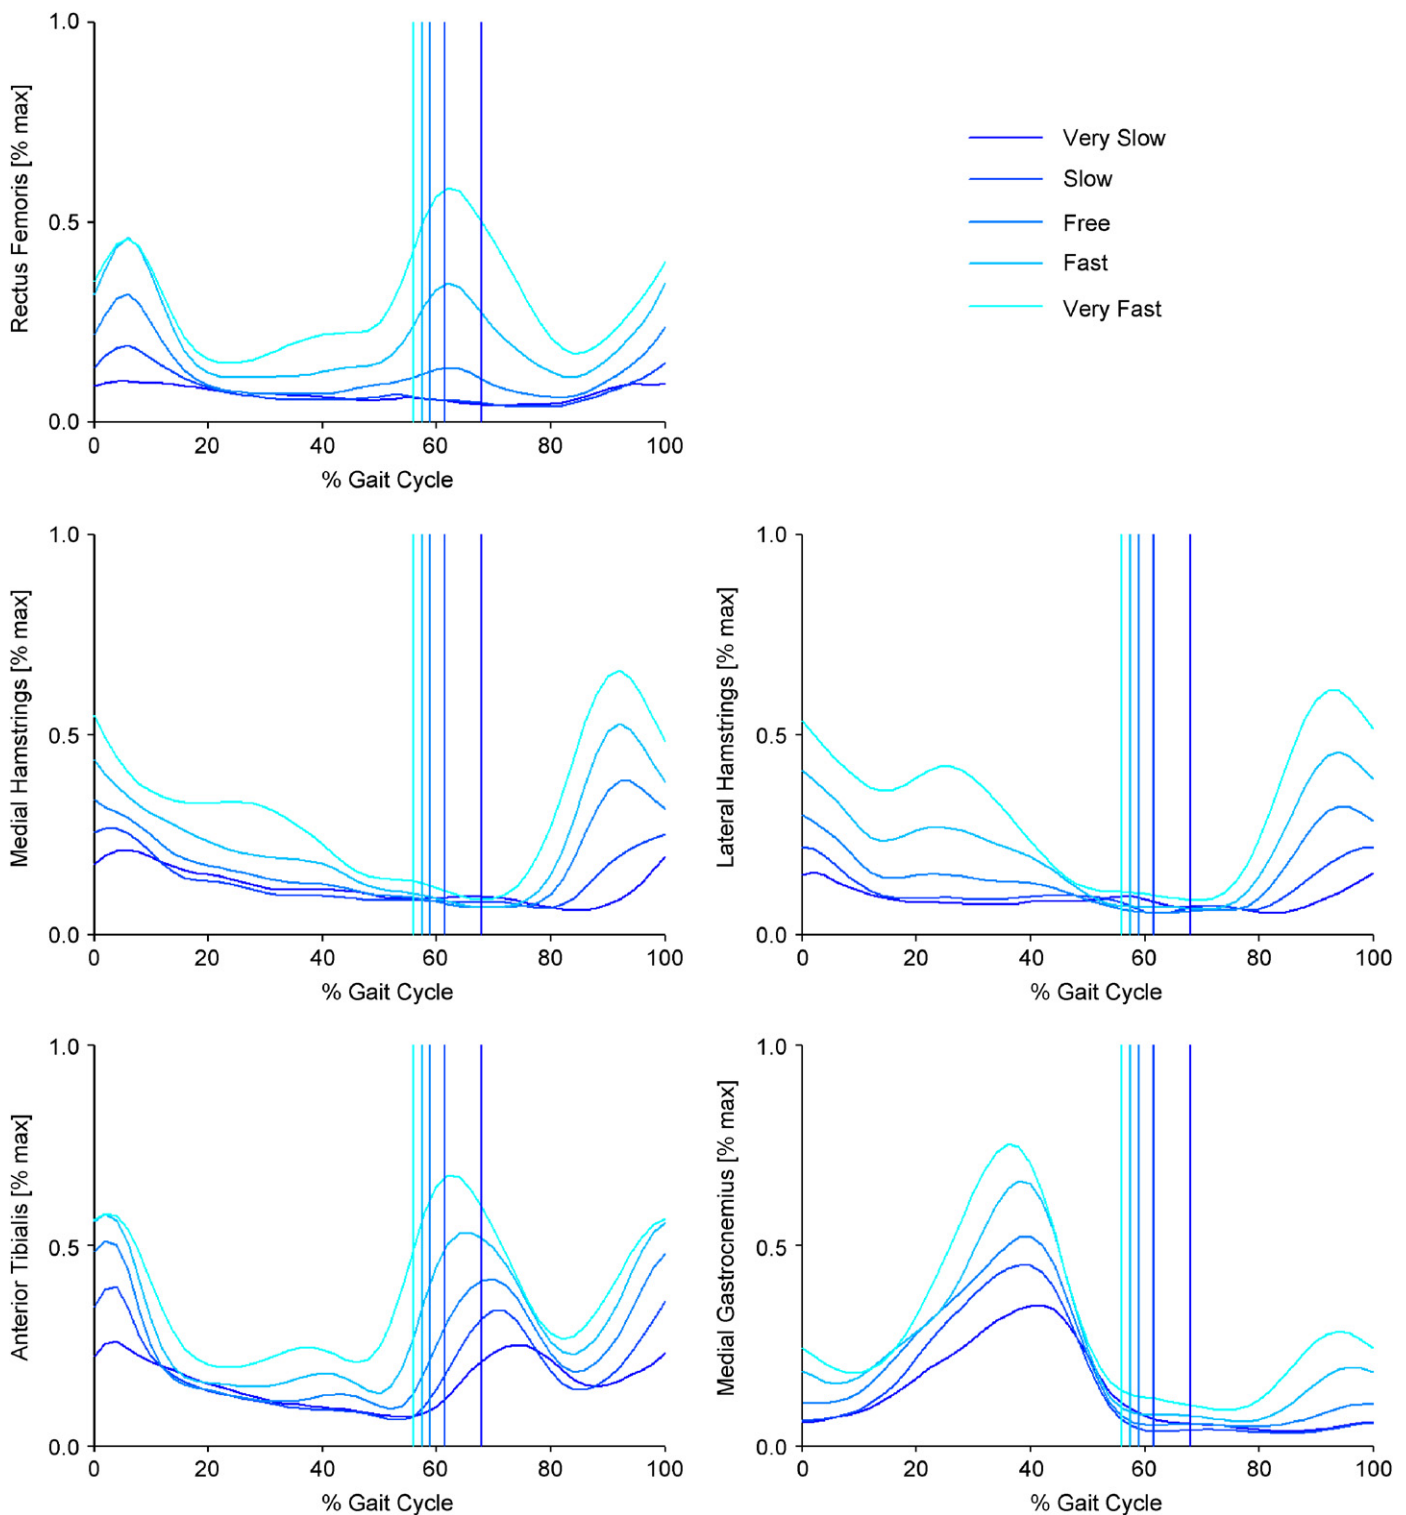 1.0
0.5
0.0
Rectus Femoris [% max]
0 20 40 60 80 100
% Gait Cycle
Very Slow
Slow
Free
Fast
Very Fast
1.0
0.5
0.0
Medial Hamstrings [% max]
0 20 40 60 80 100
% Gait Cycle
1.0
0.5
0.0
Lateral Hamstrings [% max]
0 20 40 60 80 100
% Gait Cycle
1.0
0.5
0.0
Anterior Tibialis [% max]
0 20 40 60 80 100
% Gait Cycle
1.0
0.5
0.0
Medial Gastrocnemius [% max]
0 20 40 60 80 100
% Gait Cycle